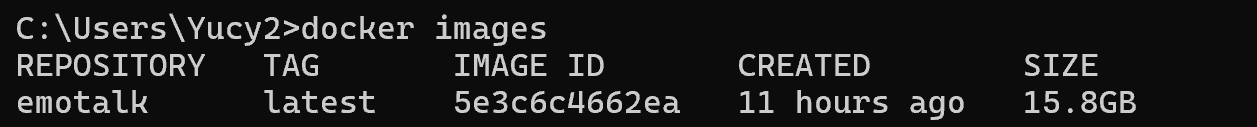 C:\Users\Yucy2>docker images
REPOSITORY   TAG       IMAGE ID       CREATED        SIZE
emotalk      latest    5e3c6c4662ea   11 hours ago   15.8GB